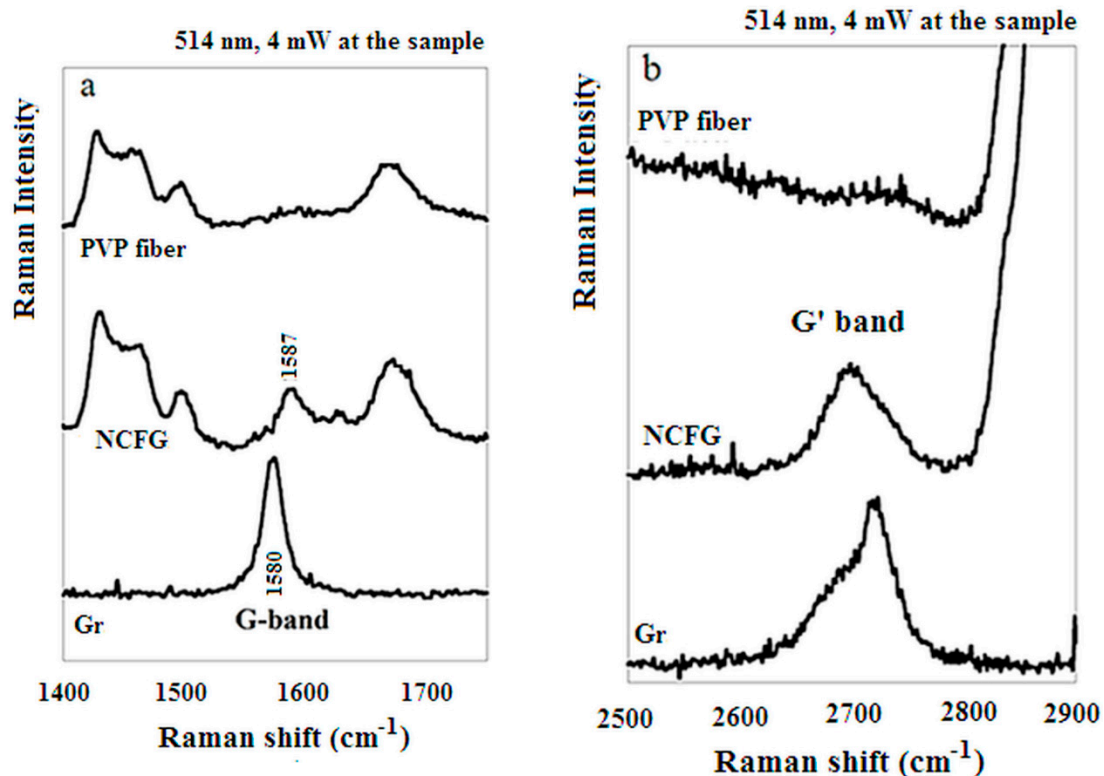 514 nm, 4 mW at the sample
a
Raman Intensity
PVP fiber
1587
NCFG
1580
G-band
Gr
1400 1500 1600 1700
Raman shift (cm-1)
514 nm, 4 mW at the sample
b
Raman Intensity
PVP fiber
G' band
NCFG
Gr
2500 2600 2700 2800 2900
Raman shift (cm-1)